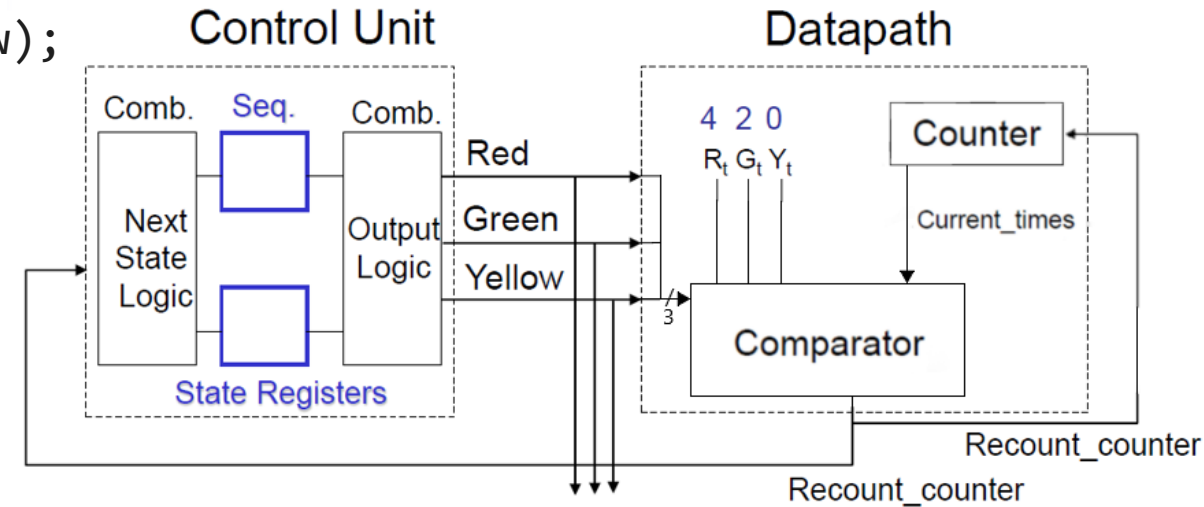 w);
Control Unit
Datapath
Comb.
Seq.
Comb.
Next
State
Logic
Output
Logic
State Registers
Red
Green
Yellow
3
4 2 0
Rt Gt Yt
Counter
Current_times
Comparator
Recount_counter
Recount_counter